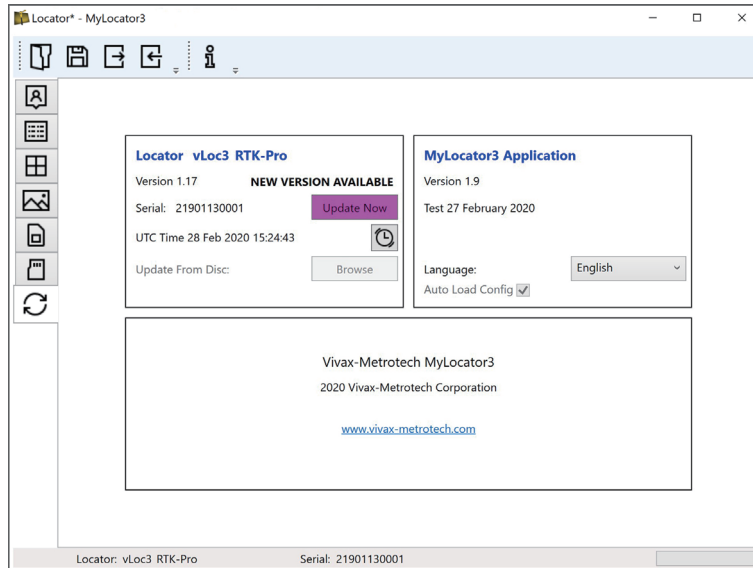 Locator* - MyLocator3
Locator vLoc3 RTK-Pro
Version 1.17 NEW VERSION AVAILABLE
Serial: 21901130001 Update Now
UTC Time 28 Feb 2020 15:24:43
Update From Disc: Browse
MyLocator3 Application
Version 1.9
Test 27 February 2020
Language: English
Auto Load Config
Vivax-Metrotech MyLocator3
2020 Vivax-Metrotech Corporation
www.vivax-metrotech.com
Locator: vLoc3 RTK-Pro Serial: 21901130001